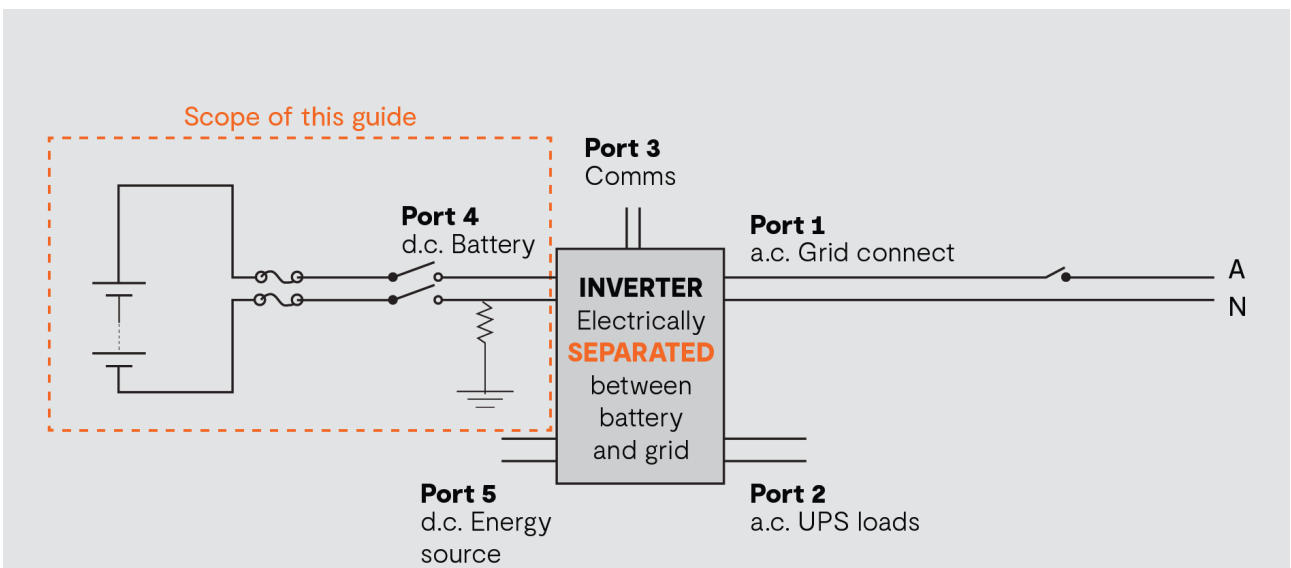 Scope of this guide
Port 3
Comms
Port 4
d.c. Battery
Port 1
a.c. Grid connect
A
N
INVERTER
Electrically
SEPARATED
between
battery
and grid
Port 5
d.c. Energy
source
Port 2
a.c. UPS loads